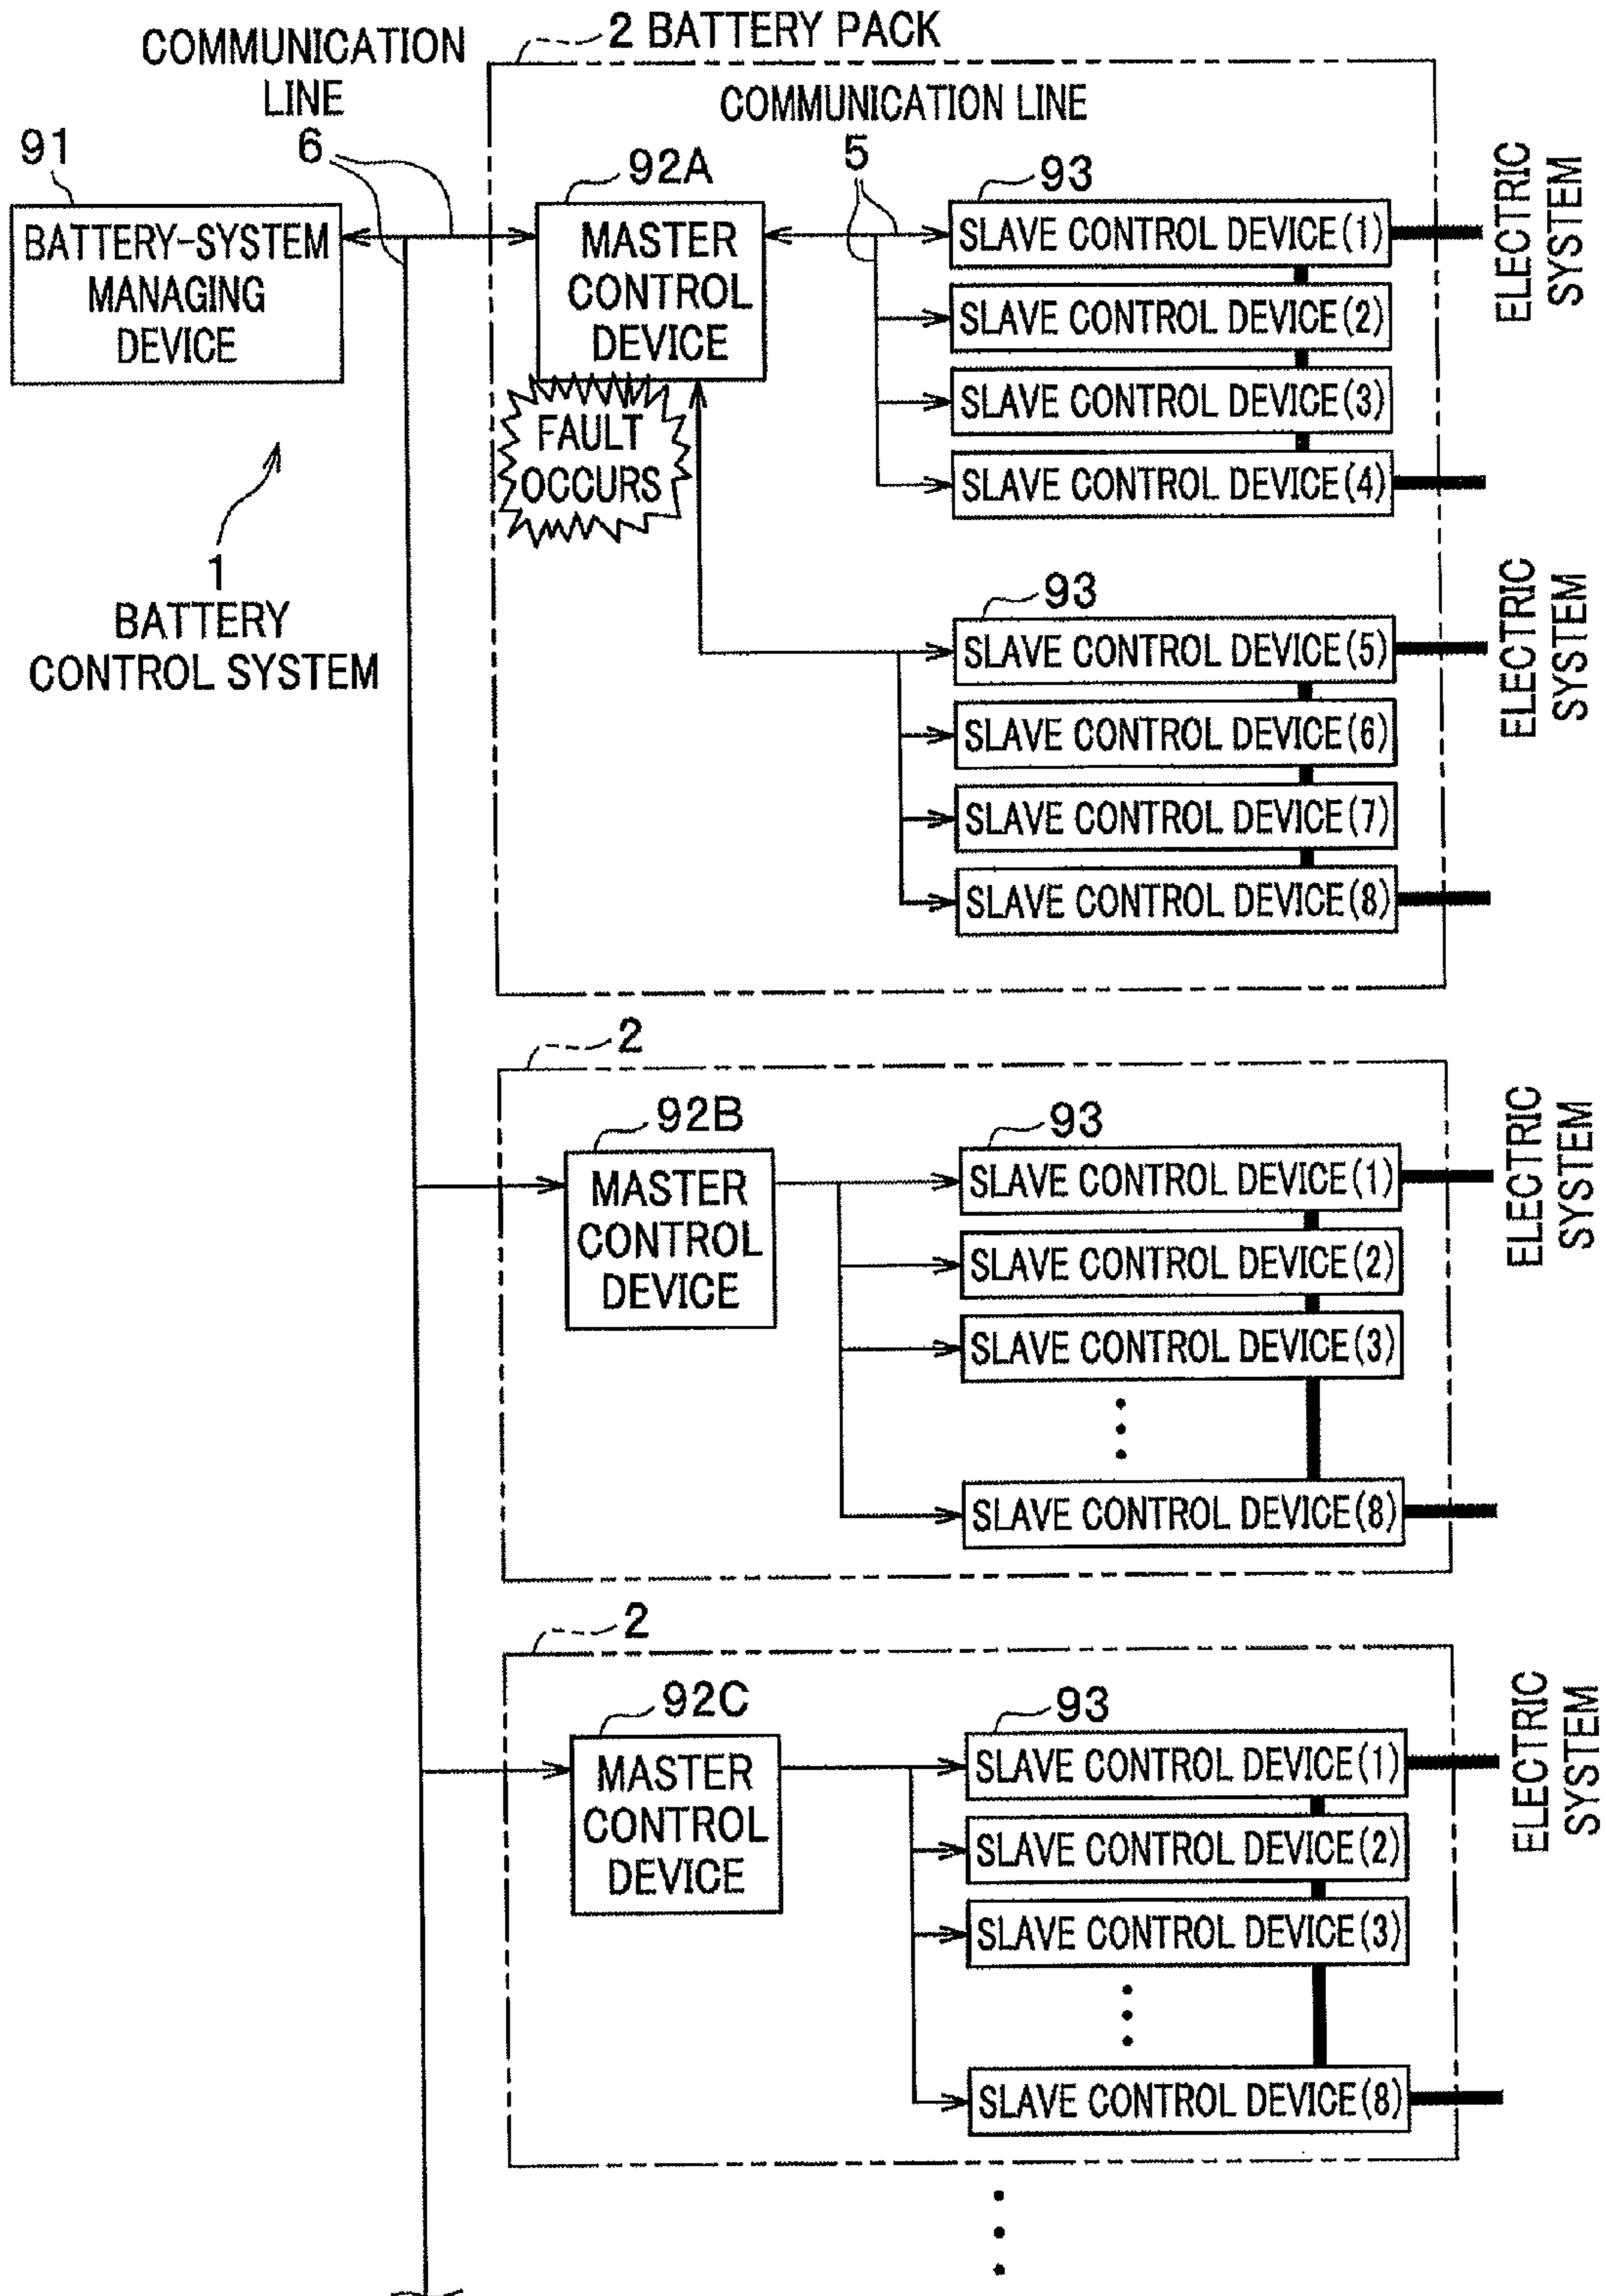 COMMUNICATION
LINE
6
91
BATTERY-SYSTEM
MANAGING
DEVICE
1
BATTERY
CONTROL SYSTEM
2 BATTERY PACK
COMMUNICATION LINE
5
92A
MASTER
CONTROL
DEVICE
FAULT
OCCURS
93
SLAVE CONTROL DEVICE(1)
SLAVE CONTROL DEVICE(2)
SLAVE CONTROL DEVICE(3)
SLAVE CONTROL DEVICE(4)
ELECTRIC
SYSTEM
93
SLAVE CONTROL DEVICE(5)
SLAVE CONTROL DEVICE(6)
SLAVE CONTROL DEVICE(7)
SLAVE CONTROL DEVICE(8)
ELECTRIC
SYSTEM
2
92B
MASTER
CONTROL
DEVICE
93
SLAVE CONTROL DEVICE(1)
SLAVE CONTROL DEVICE(2)
SLAVE CONTROL DEVICE(3)
SLAVE CONTROL DEVICE(8)
ELECTRIC
SYSTEM
2
92C
MASTER
CONTROL
DEVICE
93
SLAVE CONTROL DEVICE(1)
SLAVE CONTROL DEVICE(2)
SLAVE CONTROL DEVICE(3)
SLAVE CONTROL DEVICE(8)
ELECTRIC
SYSTEM